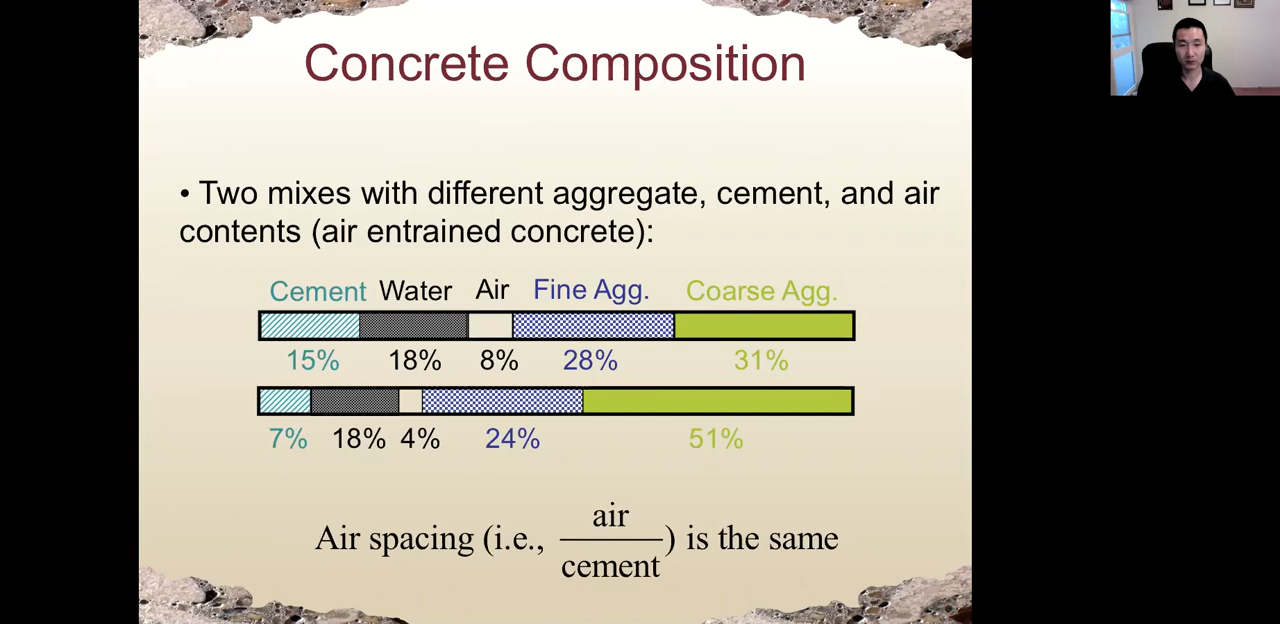 Concrete Composition
• Two mixes with different aggregate, cement, and air
contents (air entrained concrete):
Cement Water Air Fine Agg. Coarse Agg.
15% 18% 8% 28% 31%
7% 18% 4% 24% 51%
air
Air spacing (i.e., ) is the same
cement